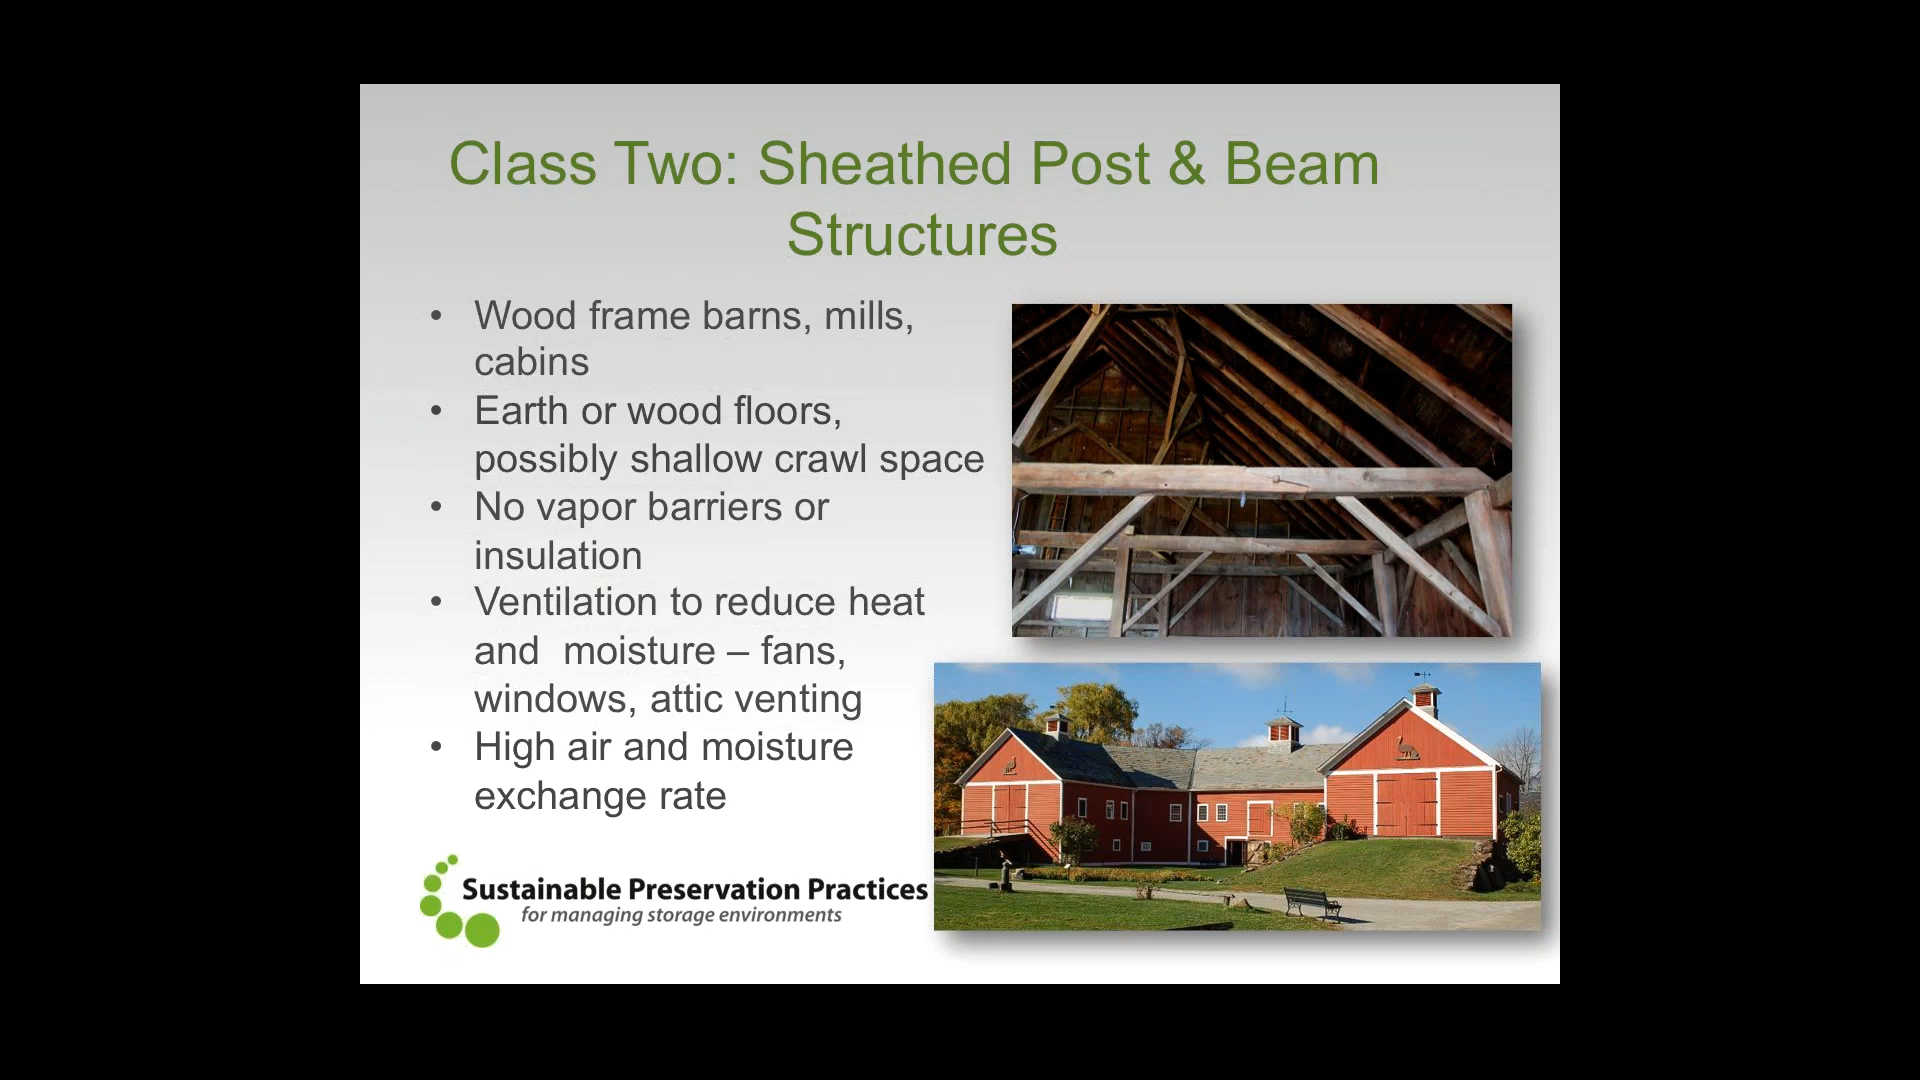 Class Two: Sheathed Post & Beam
Structures
• Wood frame barns, mills,
cabins
• Earth or wood floors,
possibly shallow crawl space
• No vapor barriers or
insulation
• Ventilation to reduce heat
and  moisture – fans,
windows, attic venting
• High air and moisture
exchange rate
Sustainable Preservation Practices
for managing storage environments